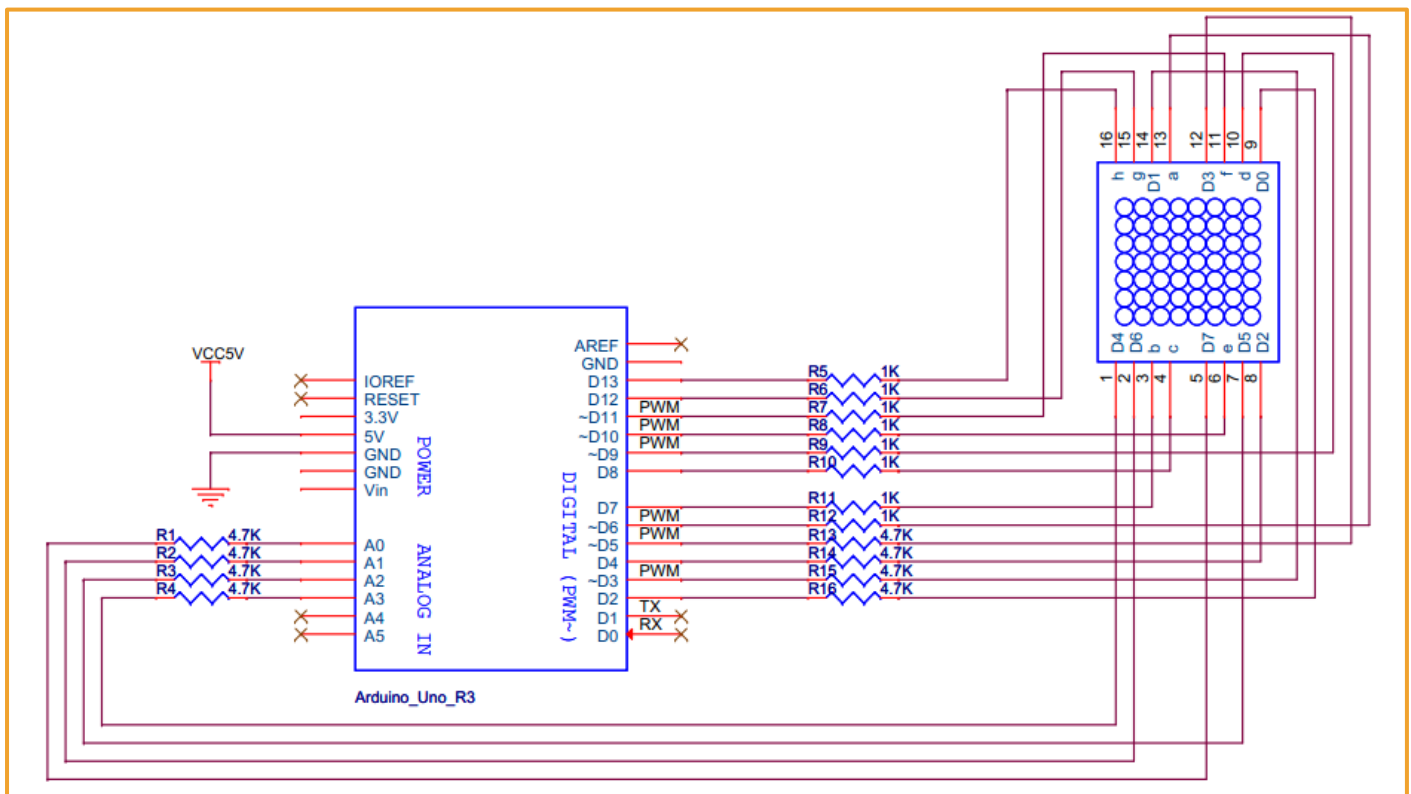 16 15 14 13 12 11 10 9
h g D1 a D3 f d D0
D4 D6 b c D7 e D5 D2
1 2 3 4 5 6 7 8
VCC5V
IOREF
RESET
3.3V
5V
GND
GND
Vin
POWER
A0
A1
A2
A3
A4
A5
ANALOG IN
R1 4.7K
R2 4.7K
R3 4.7K
R4 4.7K
AREF
GND
D13
D12
~D11 PWM
~D10 PWM
~D9 PWM
D8
D7
~D6 PWM
~D5 PWM
D4
~D3 PWM
D2
D1 TX
D0 RX
DIGITAL (PWM~)
R5 1K
R6 1K
R7 1K
R8 1K
R9 1K
R10 1K
R11 1K
R12 1K
R13 4.7K
R14 4.7K
R15 4.7K
R16 4.7K
Arduino_Uno_R3